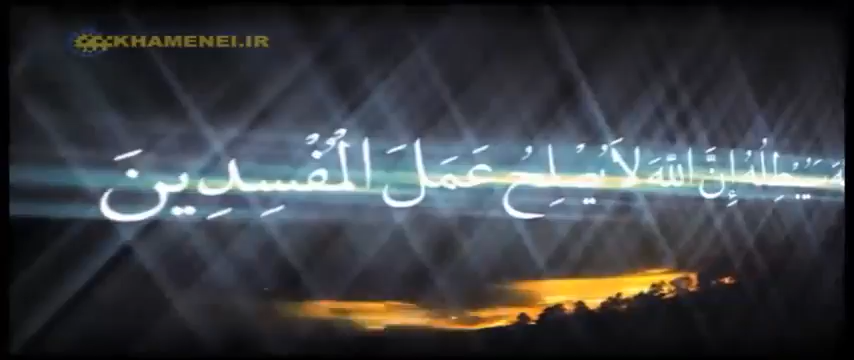 KHAMENEI.IR
سَيُبْطِلُهُ إِنَّ اللَّهَ لَا يُصْلِحُ عَمَلَ الْمُفْسِدِينَ